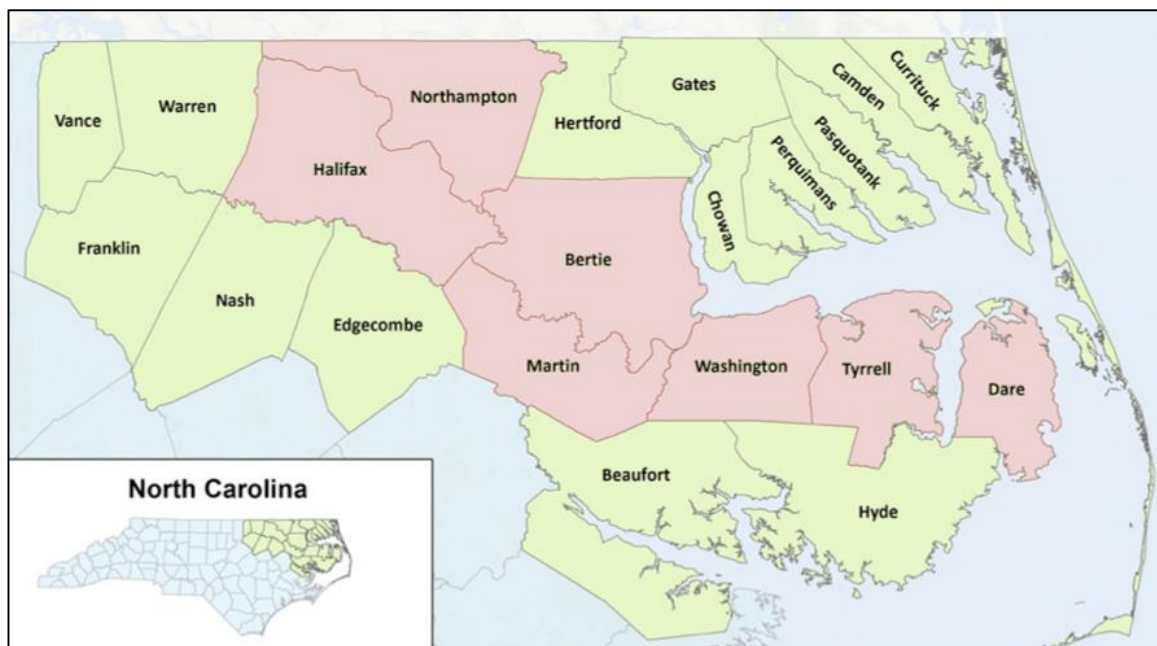 Vance
Warren
Northampton
Hertford
Gates
Camden
Currituck
Halifax
Pasquotank
Perquimans
Chowan
Franklin
Nash
Edgecombe
Bertie
Martin
Washington
Tyrrell
Dare
Beaufort
Hyde
North Carolina